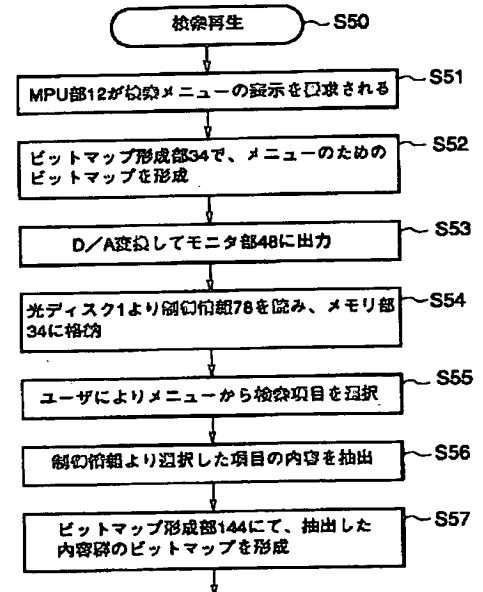 検索再生
S50
MPU部12が検索メニューの表示を要求される
S51
ビットマップ形成部34で、メニューのための
ビットマップを形成
S52
D/A変換してモニタ部48に出力
S53
光ディスク1より制御情報78を読み、メモリ部
34に格納
S54
ユーザによりメニューから検索項目を選択
S55
制御情報より選択した項目の内容を抽出
S56
ビットマップ形成部144にて、抽出した
内容群のビットマップを形成
S57